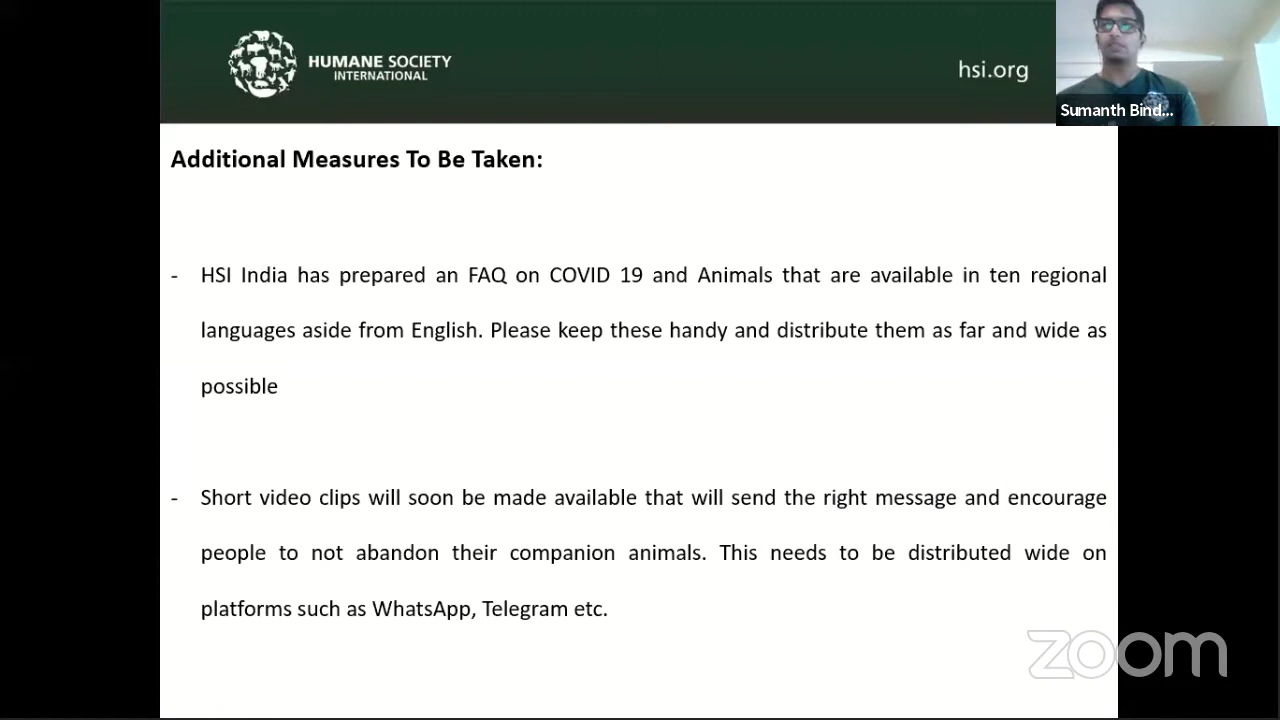 HUMANE SOCIETY
INTERNATIONAL
hsi.org
Sumanth Bind...
Additional Measures To Be Taken:
- HSI India has prepared an FAQ on COVID 19 and Animals that are available in ten regional
languages aside from English. Please keep these handy and distribute them as far and wide as
possible
- Short video clips will soon be made available that will send the right message and encourage
people to not abandon their companion animals. This needs to be distributed wide on
platforms such as WhatsApp, Telegram etc.
zoom